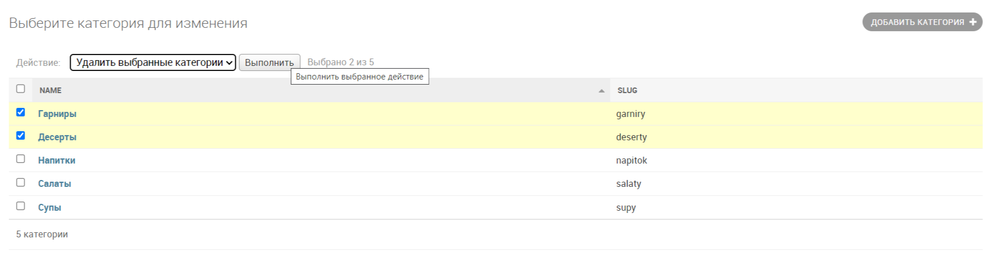 Выберите категория для изменения
ДОБАВИТЬ КАТЕГОРИЯ
Действие: Удалить выбранные категории Выполнить Выбрано 2 из 5
Выполнить выбранное действие
NAME SLUG
Гарниры garniry
Десерты deserty
Напитки napitok
Салаты salaty
Супы supy
5 категории